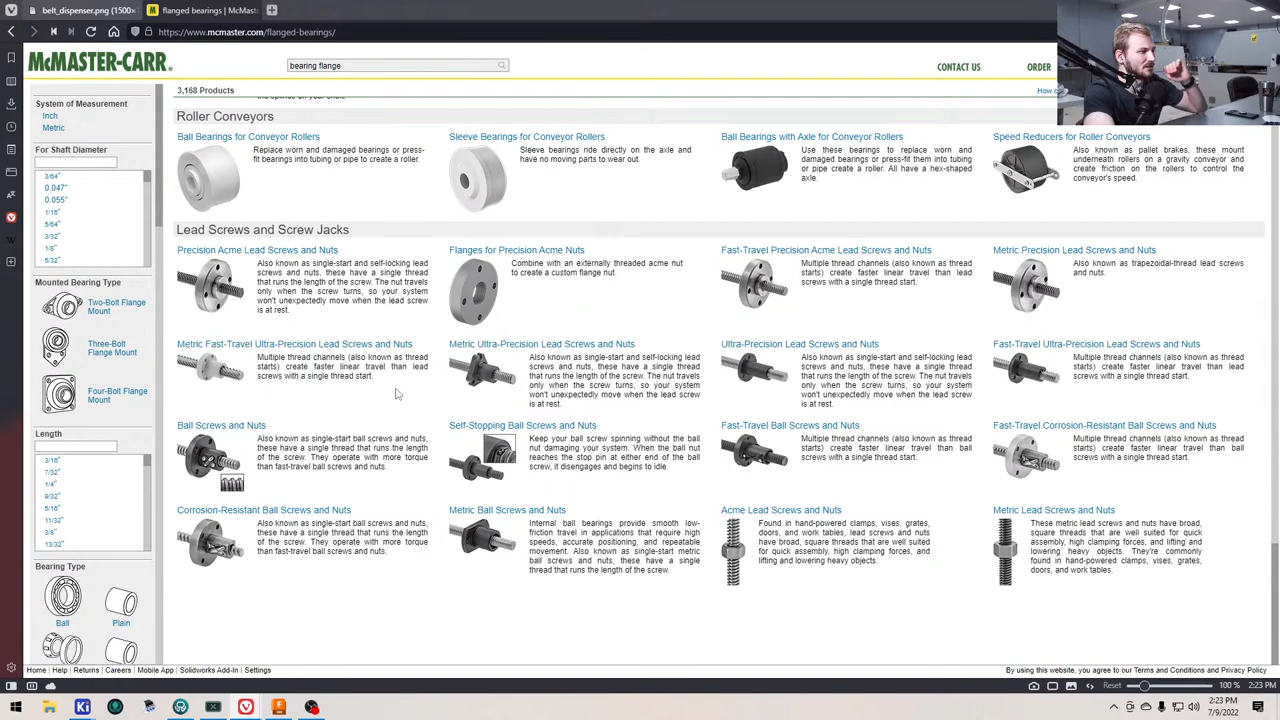 belt_dispenser.png (1500×
flanged bearings | McMast
https://www.mcmaster.com/flanged-bearings/
McMASTER-CARR.
bearing flange
CONTACT US
ORDER
3,168 Products
How c
System of Measurement
Inch
Metric
For Shaft Diameter
3/64"
0.047"
0.055"
1/16"
5/64"
3/32"
1/8"
5/32"
Mounted Bearing Type
Two-Bolt Flange
Mount
Three-Bolt
Flange Mount
Four-Bolt Flange
Mount
Length
3/16"
7/32"
1/4"
9/32"
5/16"
11/32"
3/8"
13/32"
Bearing Type
Ball
Plain
Roller Conveyors
Ball Bearings for Conveyor Rollers
Replace worn and damaged bearings or press-
fit bearings into tubing or pipe to create a roller.
Sleeve Bearings for Conveyor Rollers
Sleeve bearings ride directly on the axle and
have no moving parts to wear out.
Ball Bearings with Axle for Conveyor Rollers
Use these bearings to replace worn and
damaged bearings or press-fit them into tubing
or pipe to create a roller. All have a hex-shaped
axle.
Speed Reducers for Roller Conveyors
Also known as pallet brakes, these mount
underneath rollers on a gravity conveyor and
create friction on the rollers to control the
conveyor's speed.
Lead Screws and Screw Jacks
Precision Acme Lead Screws and Nuts
Also known as single-start and self-locking lead
screws and nuts, these have a single thread
that runs the length of the screw. The nut travels
only when the screw turns, so your system
won't unexpectedly move when the lead screw
is at rest.
Flanges for Precision Acme Nuts
Combine with an externally threaded acme nut
to create a custom flange nut.
Fast-Travel Precision Acme Lead Screws and Nuts
Multiple thread channels (also known as thread
starts) create faster linear travel than lead
screws with a single thread start.
Metric Precision Lead Screws and Nuts
Also known as trapezoidal-thread lead screws
and nuts.
Metric Fast-Travel Ultra-Precision Lead Screws and Nuts
Multiple thread channels (also known as thread
starts) create faster linear travel than lead
screws with a single thread start.
Metric Ultra-Precision Lead Screws and Nuts
Also known as single-start and self-locking lead
screws and nuts, these have a single thread
that runs the length of the screw. The nut travels
only when the screw turns, so your system
won't unexpectedly move when the lead screw
is at rest.
Ultra-Precision Lead Screws and Nuts
Also known as single-start and self-locking lead
screws and nuts, these have a single thread
that runs the length of the screw. The nut travels
only when the screw turns, so your system
won't unexpectedly move when the lead screw
is at rest.
Fast-Travel Ultra-Precision Lead Screws and Nuts
Multiple thread channels (also known as thread
starts) create faster linear travel than lead
screws with a single thread start.
Ball Screws and Nuts
Also known as single-start ball screws and nuts,
these have a single thread that runs the length
of the screw. They operate with more torque
than fast-travel ball screws and nuts.
Self-Stopping Ball Screws and Nuts
Keep your ball screw spinning without the ball
nut damaging your system. When the ball nut
reaches the stop pin at either end of the ball
screw, it disengages and begins to idle.
Fast-Travel Ball Screws and Nuts
Multiple thread channels (also known as thread
starts) create faster linear travel than ball
screws with a single thread start.
Fast-Travel Corrosion-Resistant Ball Screws and Nuts
Multiple thread channels (also known as thread
starts) create faster linear travel than ball
screws with a single thread start.
Corrosion-Resistant Ball Screws and Nuts
Also known as single-start ball screws and nuts,
these have a single thread that runs the length
of the screw. They operate with more torque
than fast-travel ball screws and nuts.
Metric Ball Screws and Nuts
Internal ball bearings provide smooth low-
friction travel in applications that require high
speeds, accurate positioning, and repeatable
movement. Also known as single-start metric
ball screws and nuts, these have a single
thread that runs the length of the screw.
Acme Lead Screws and Nuts
Found in hand-powered clamps, vises, grates,
doors, and work tables, lead screws and nuts
have broad, square threads that are well suited
for quick assembly, high clamping forces, and
lifting and lowering heavy objects.
Metric Lead Screws and Nuts
These metric lead screws and nuts have broad,
square threads that are well suited for quick
assembly, high clamping forces, and lifting and
lowering heavy objects. They're commonly
found in hand-powered clamps, vises, grates,
doors, and work tables.
Home | Help | Returns | Careers | Mobile App | Solidworks Add-In | Settings
By using this website, you agree to our Terms and Conditions and Privacy Policy
Reset
100 %
2:23 PM
2:23 PM
7/9/2022